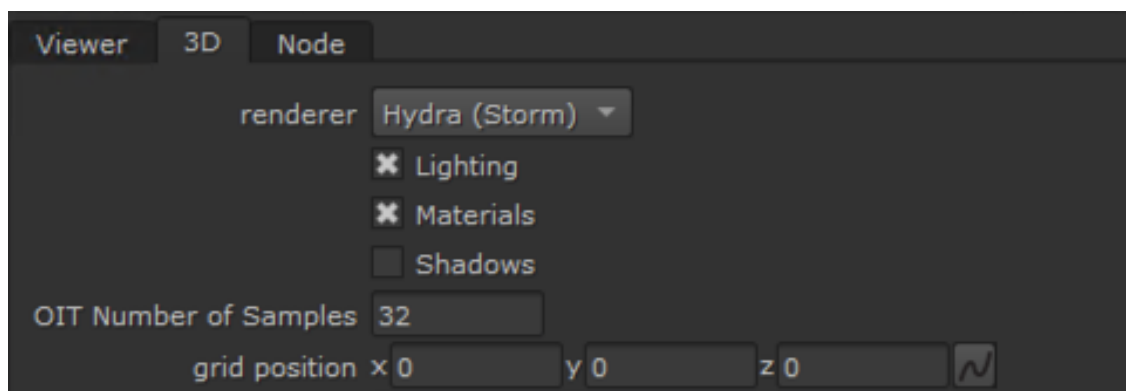 Viewer 3D Node
renderer Hydra (Storm)
Lighting
Materials
Shadows
OIT Number of Samples 32
grid position x 0 y 0 z 0